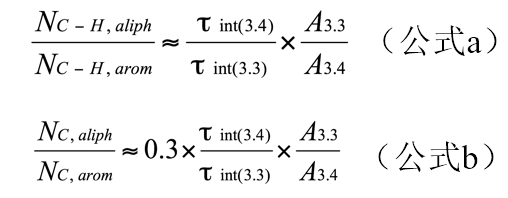 N_{C-H, aliph} / N_{C-H, arom} ≈ τ_{int(3.4)} / τ_{int(3.3)} × A_{3.3} / A_{3.4} （公式a）
N_{C, aliph} / N_{C, arom} ≈ 0.3 × τ_{int(3.4)} / τ_{int(3.3)} × A_{3.3} / A_{3.4} （公式b）